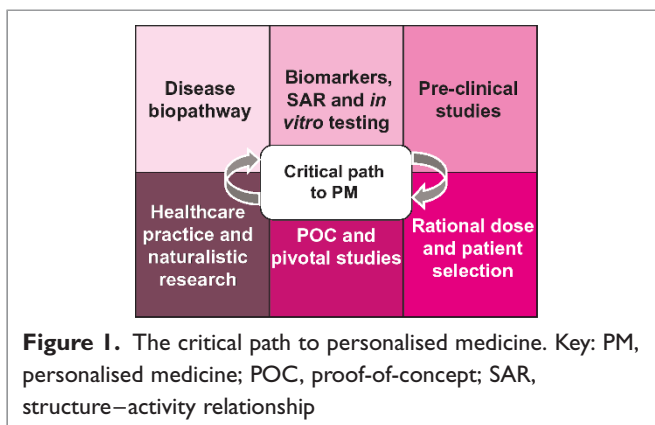 Disease
biopathway
Biomarkers,
SAR and in
vitro testing
Pre-clinical
studies
Critical path
to PM
Healthcare
practice and
naturalistic
research
POC and
pivotal studies
Rational dose
and patient
selection
Figure 1. The critical path to personalised medicine. Key: PM,
personalised medicine; POC, proof-of-concept; SAR,
structure–activity relationship